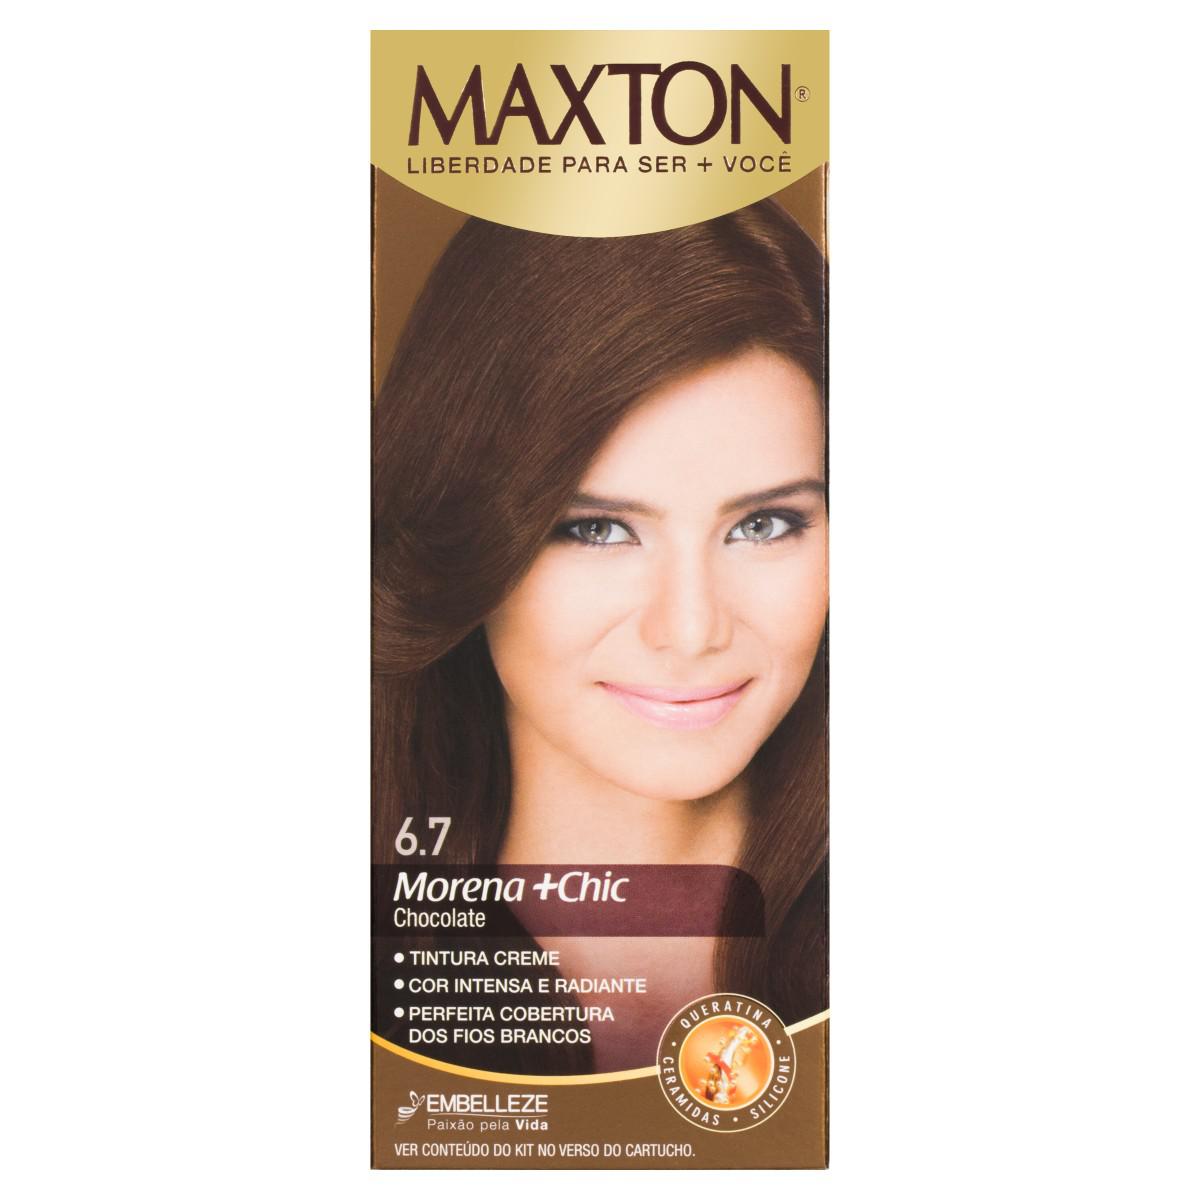 MAXTON®
LIBERDADE PARA SER + VOCÊ
6.7
Morena +Chic
Chocolate
• TINTURA CREME
• COR INTENSA E RADIANTE
• PERFEITA COBERTURA
DOS FIOS BRANCOS
QUERATINA • SILICONE • CERAMIDAS •
EMBELLEZE
Paixão pela Vida
VER CONTEÚDO DO KIT NO VERSO DO CARTUCHO.